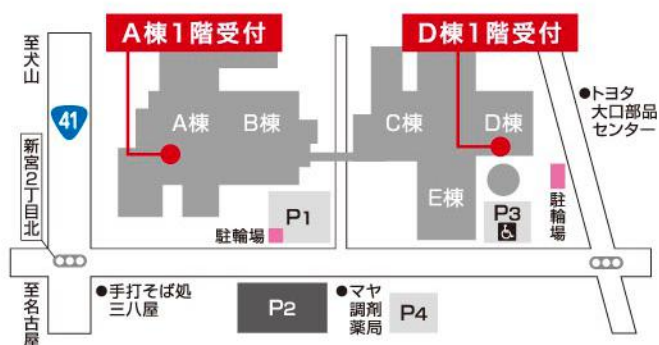 A棟1階受付
D棟1階受付
至犬山
41
新宮2丁目北
至名古屋
A棟
B棟
C棟
D棟
E棟
●トヨタ
大口部品
センター
P1
駐輪場
P3
駐輪場
●手打そば処
三八屋
P2
●マヤ
調剤
薬局
P4